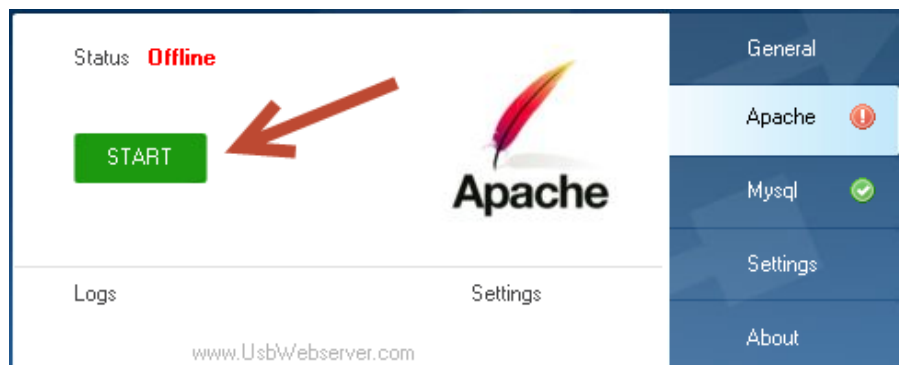 Status Offline
START
Apache
Logs
Settings
www.UsbWebserver.com
General
Apache
Mysql
Settings
About